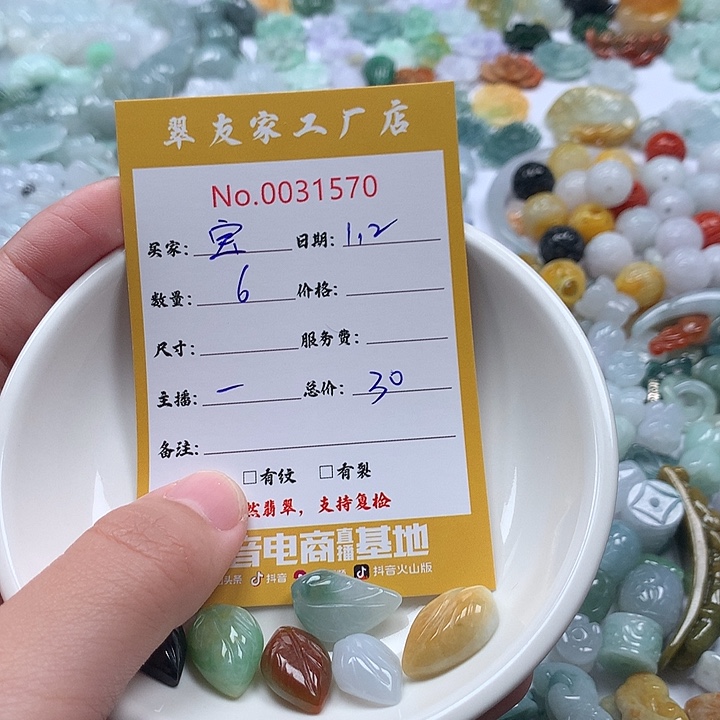 翠友家工厂店
No.0031570
买家: 宝 日期: 1,2
数量: 6 价格:
尺寸: 服务费:
主播: 一 总价: 30
备注:
□有纹 □有裂
然翡翠，支持复检
音电商直播基地
头条 抖音 抖音火山版